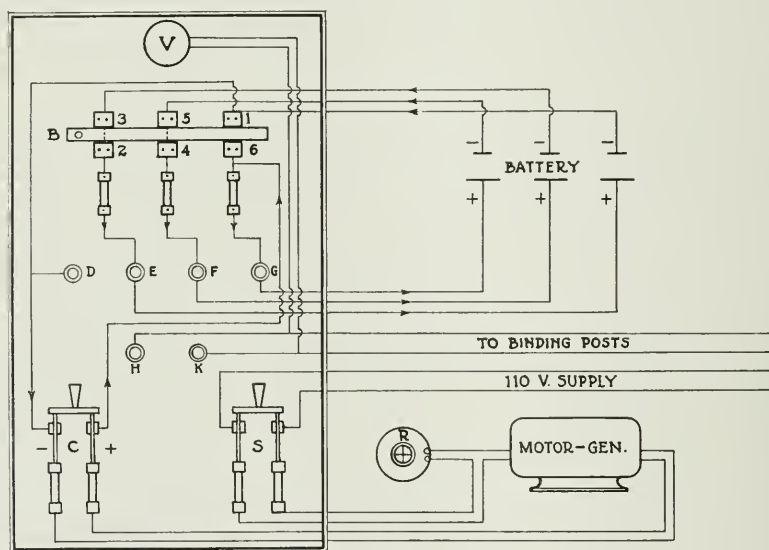 V
3 5 1
B
2 4 6
- - -
BATTERY
+ + +
D E F G
H K
TO BINDING POSTS
110 V. SUPPLY
- C + S
R
MOTOR-GEN.